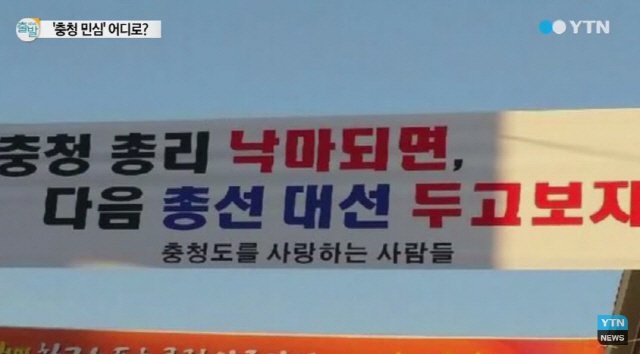 출발 '충청 민심' 어디로?
YTN
충청 총리 낙마되면,
다음 총선 대선 두고보자
충청도를 사랑하는 사람들
YTN
NEWS